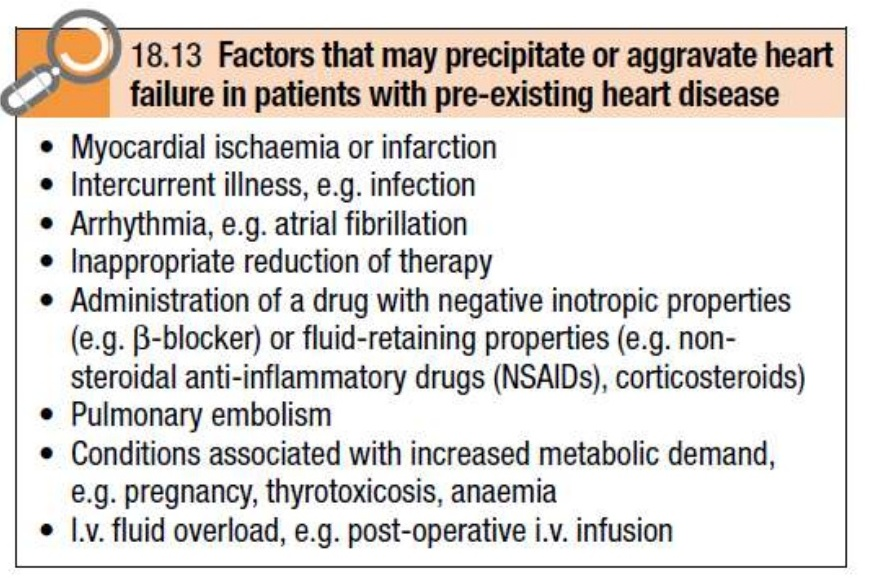 18.13 Factors that may precipitate or aggravate heart
failure in patients with pre-existing heart disease
• Myocardial ischaemia or infarction
• Intercurrent illness, e.g. infection
• Arrhythmia, e.g. atrial fibrillation
• Inappropriate reduction of therapy
• Administration of a drug with negative inotropic properties
(e.g. β-blocker) or fluid-retaining properties (e.g. non-
steroidal anti-inflammatory drugs (NSAIDs), corticosteroids)
• Pulmonary embolism
• Conditions associated with increased metabolic demand,
e.g. pregnancy, thyrotoxicosis, anaemia
• I.v. fluid overload, e.g. post-operative i.v. infusion